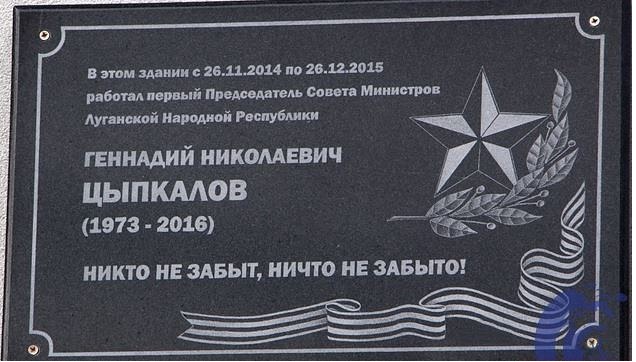 В этом здании с 26.11.2014 по 26.12.2015
работал первый Председатель Совета Министров
Луганской Народной Республики
ГЕННАДИЙ НИКОЛАЕВИЧ
ЦЫПКАЛОВ
(1973 - 2016)
НИКТО НЕ ЗАБЫТ, НИЧТО НЕ ЗАБЫТО!